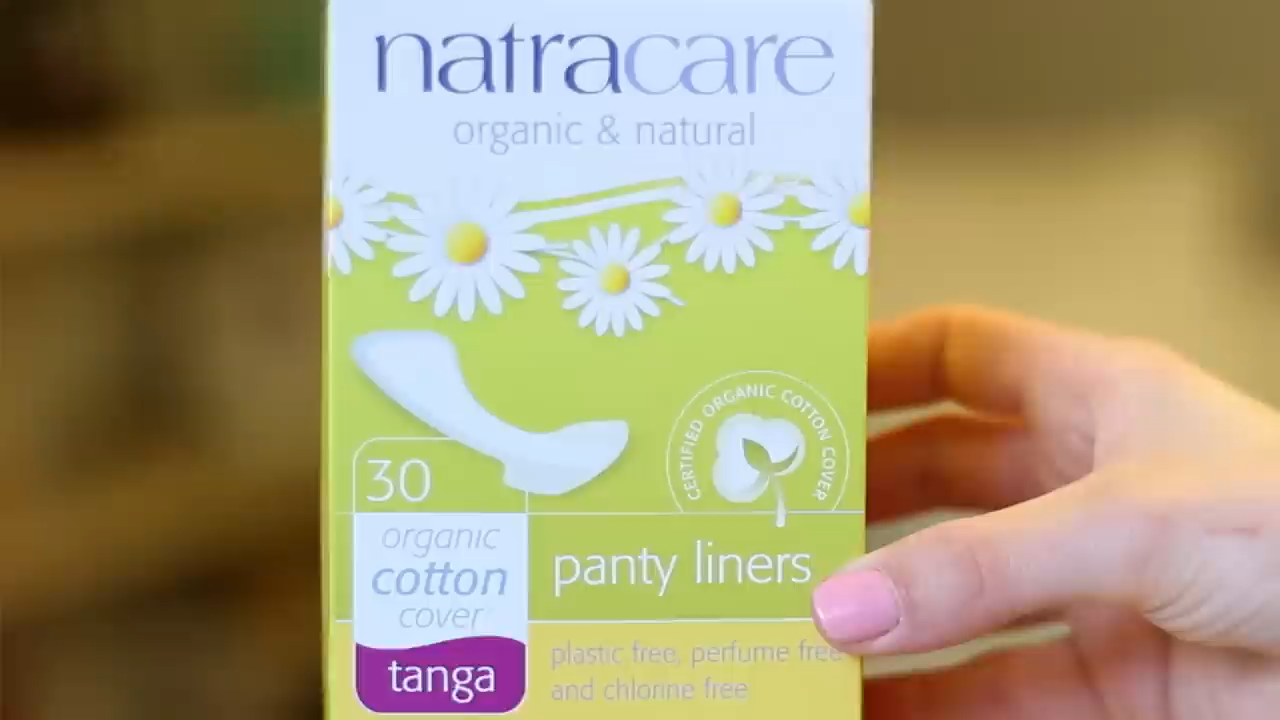 natracare
organic & natural
CERTIFIED ORGANIC COTTON COVER
30
organic
cotton
cover
tanga
panty liners
plastic free, perfume free
and chlorine free